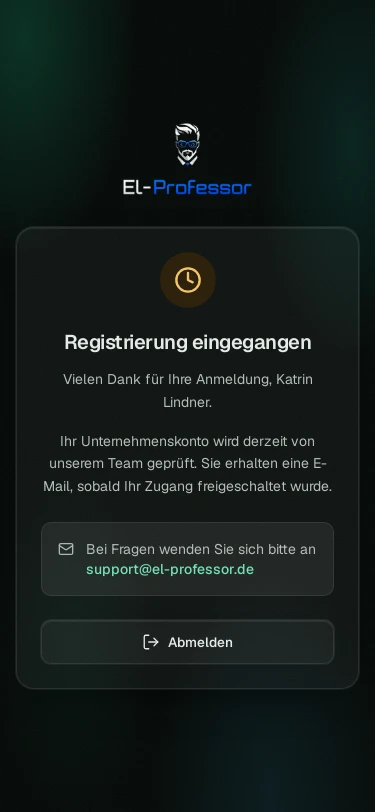 El-Professor
Registrierung eingegangen
Vielen Dank für Ihre Anmeldung, Katrin
Lindner.
Ihr Unternehmenskonto wird derzeit von
unserem Team geprüft. Sie erhalten eine E-
Mail, sobald Ihr Zugang freigeschaltet wurde.
Bei Fragen wenden Sie sich bitte an
support@el-professor.de
Abmelden